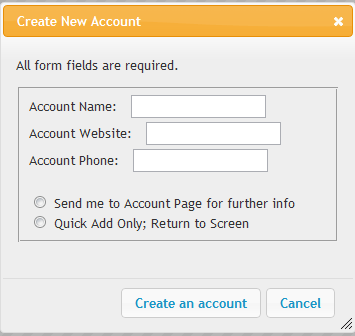 Create New Account
All form fields are required.
Account Name:
Account Website:
Account Phone:
Send me to Account Page for further info
Quick Add Only; Return to Screen
Create an account Cancel